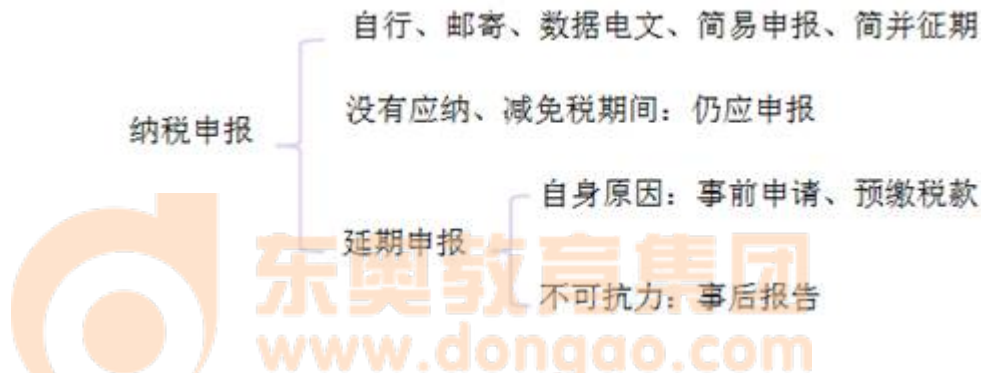 自行、邮寄、数据电文、简易申报、简并征期
没有应纳、减免税期间：仍应申报
纳税申报
自身原因：事前申请、预缴税款
延期申报
不可抗力：事后报告
东奥教育集团
www.dongao.com